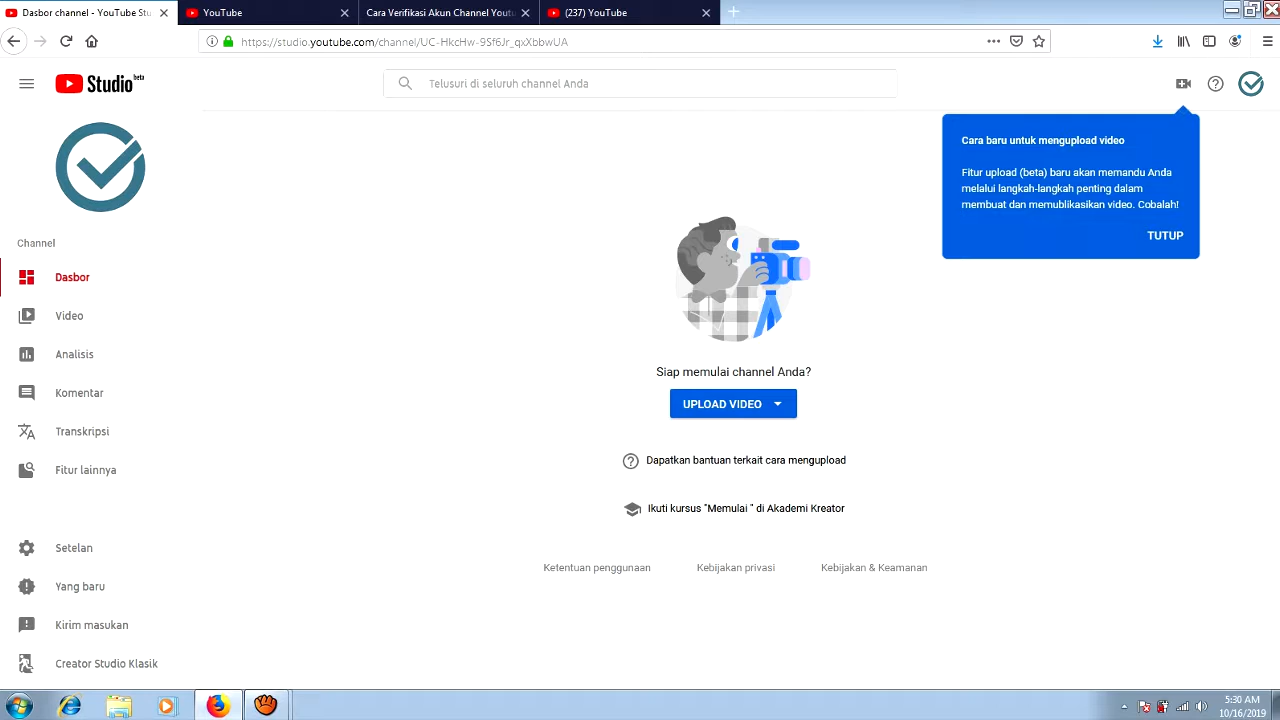 Dasbor channel - YouTube Stu
YouTube
Cara Verifikasi Akun Channel Youtu
(237) YouTube
https://studio.youtube.com/channel/UC-HkcHw-9Sf6Jr_qxXbbwUA
Studio beta
Telusuri di seluruh channel Anda
Cara baru untuk mengupload video
Fitur upload (beta) baru akan memandu Anda
melalui langkah-langkah penting dalam
membuat dan memublikasikan video. Cobalah!
TUTUP
Channel
Dasbor
Video
Analisis
Komentar
Transkripsi
Fitur lainnya
Setelan
Yang baru
Kirim masukan
Creator Studio Klasik
Siap memulai channel Anda?
UPLOAD VIDEO
Dapatkan bantuan terkait cara mengupload
Ikuti kursus "Memulai " di Akademi Kreator
Ketentuan penggunaan
Kebijakan privasi
Kebijakan & Keamanan
5:30 AM
10/16/2019